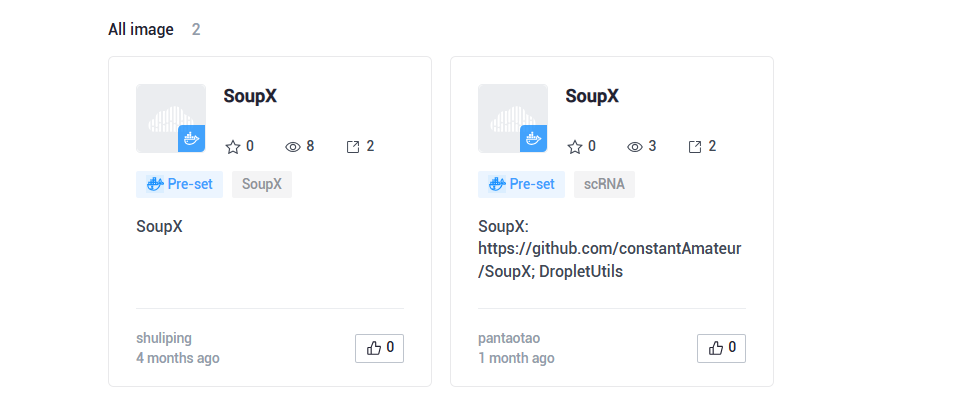 All image 2
SoupX
0 8 2
Pre-set SoupX
SoupX
shuliping
4 months ago
0
SoupX
0 3 2
Pre-set scRNA
SoupX:
https://github.com/constantAmateur
/SoupX; DropletUtils
pantaotao
1 month ago
0